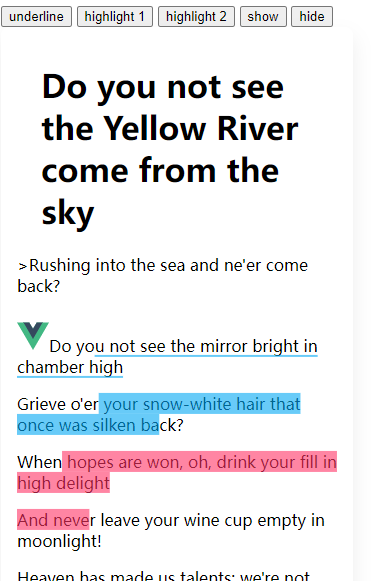 underline highlight 1 highlight 2 show hide
Do you not see
the Yellow River
come from the
sky
>Rushing into the sea and ne'er come
back?
Do you not see the mirror bright in
chamber high
Grieve o'er your snow-white hair that
once was silken back?
When hopes are won, oh, drink your fill in
high delight
And never leave your wine cup empty in
moonlight!
Heaven has made us talents; we're not